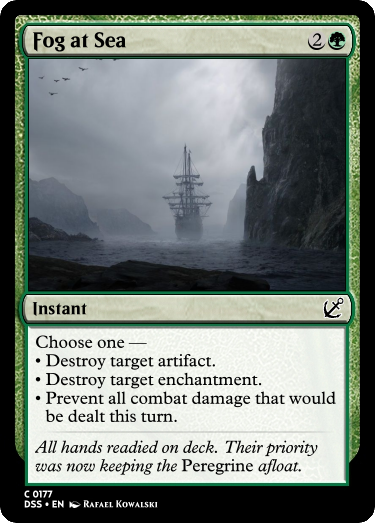 Fog at Sea 2
Instant
Choose one —
• Destroy target artifact.
• Destroy target enchantment.
• Prevent all combat damage that would
be dealt this turn.
All hands readied on deck. Their priority
was now keeping the Peregrine afloat.
C 0177
DSS • EN Rafael Kowalski